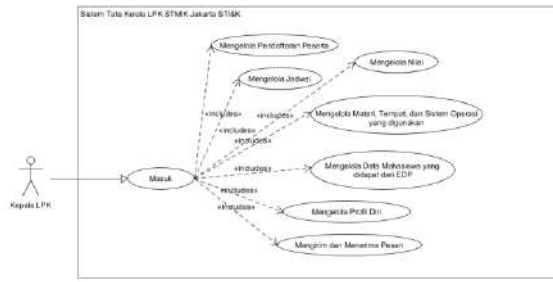 Sistem Tata Kelola LPK STMIK Jakarta STI&K
Mengelola Pendaftaran Peserta
Mengelola Nilai
Mengelola Jadwal
«includes»
«includes»
Mengelola Materi, Tempat, dan Sistem Operasi
yang digunakan
«includes»
«includes»
Mengelola Data Mahasiswa yang
didapat dari EDP
«includes»
Masuk
Kepala LPK
«includes»
Mengelola Profil Diri
«includes»
Mengirim dan Menerima Pesan